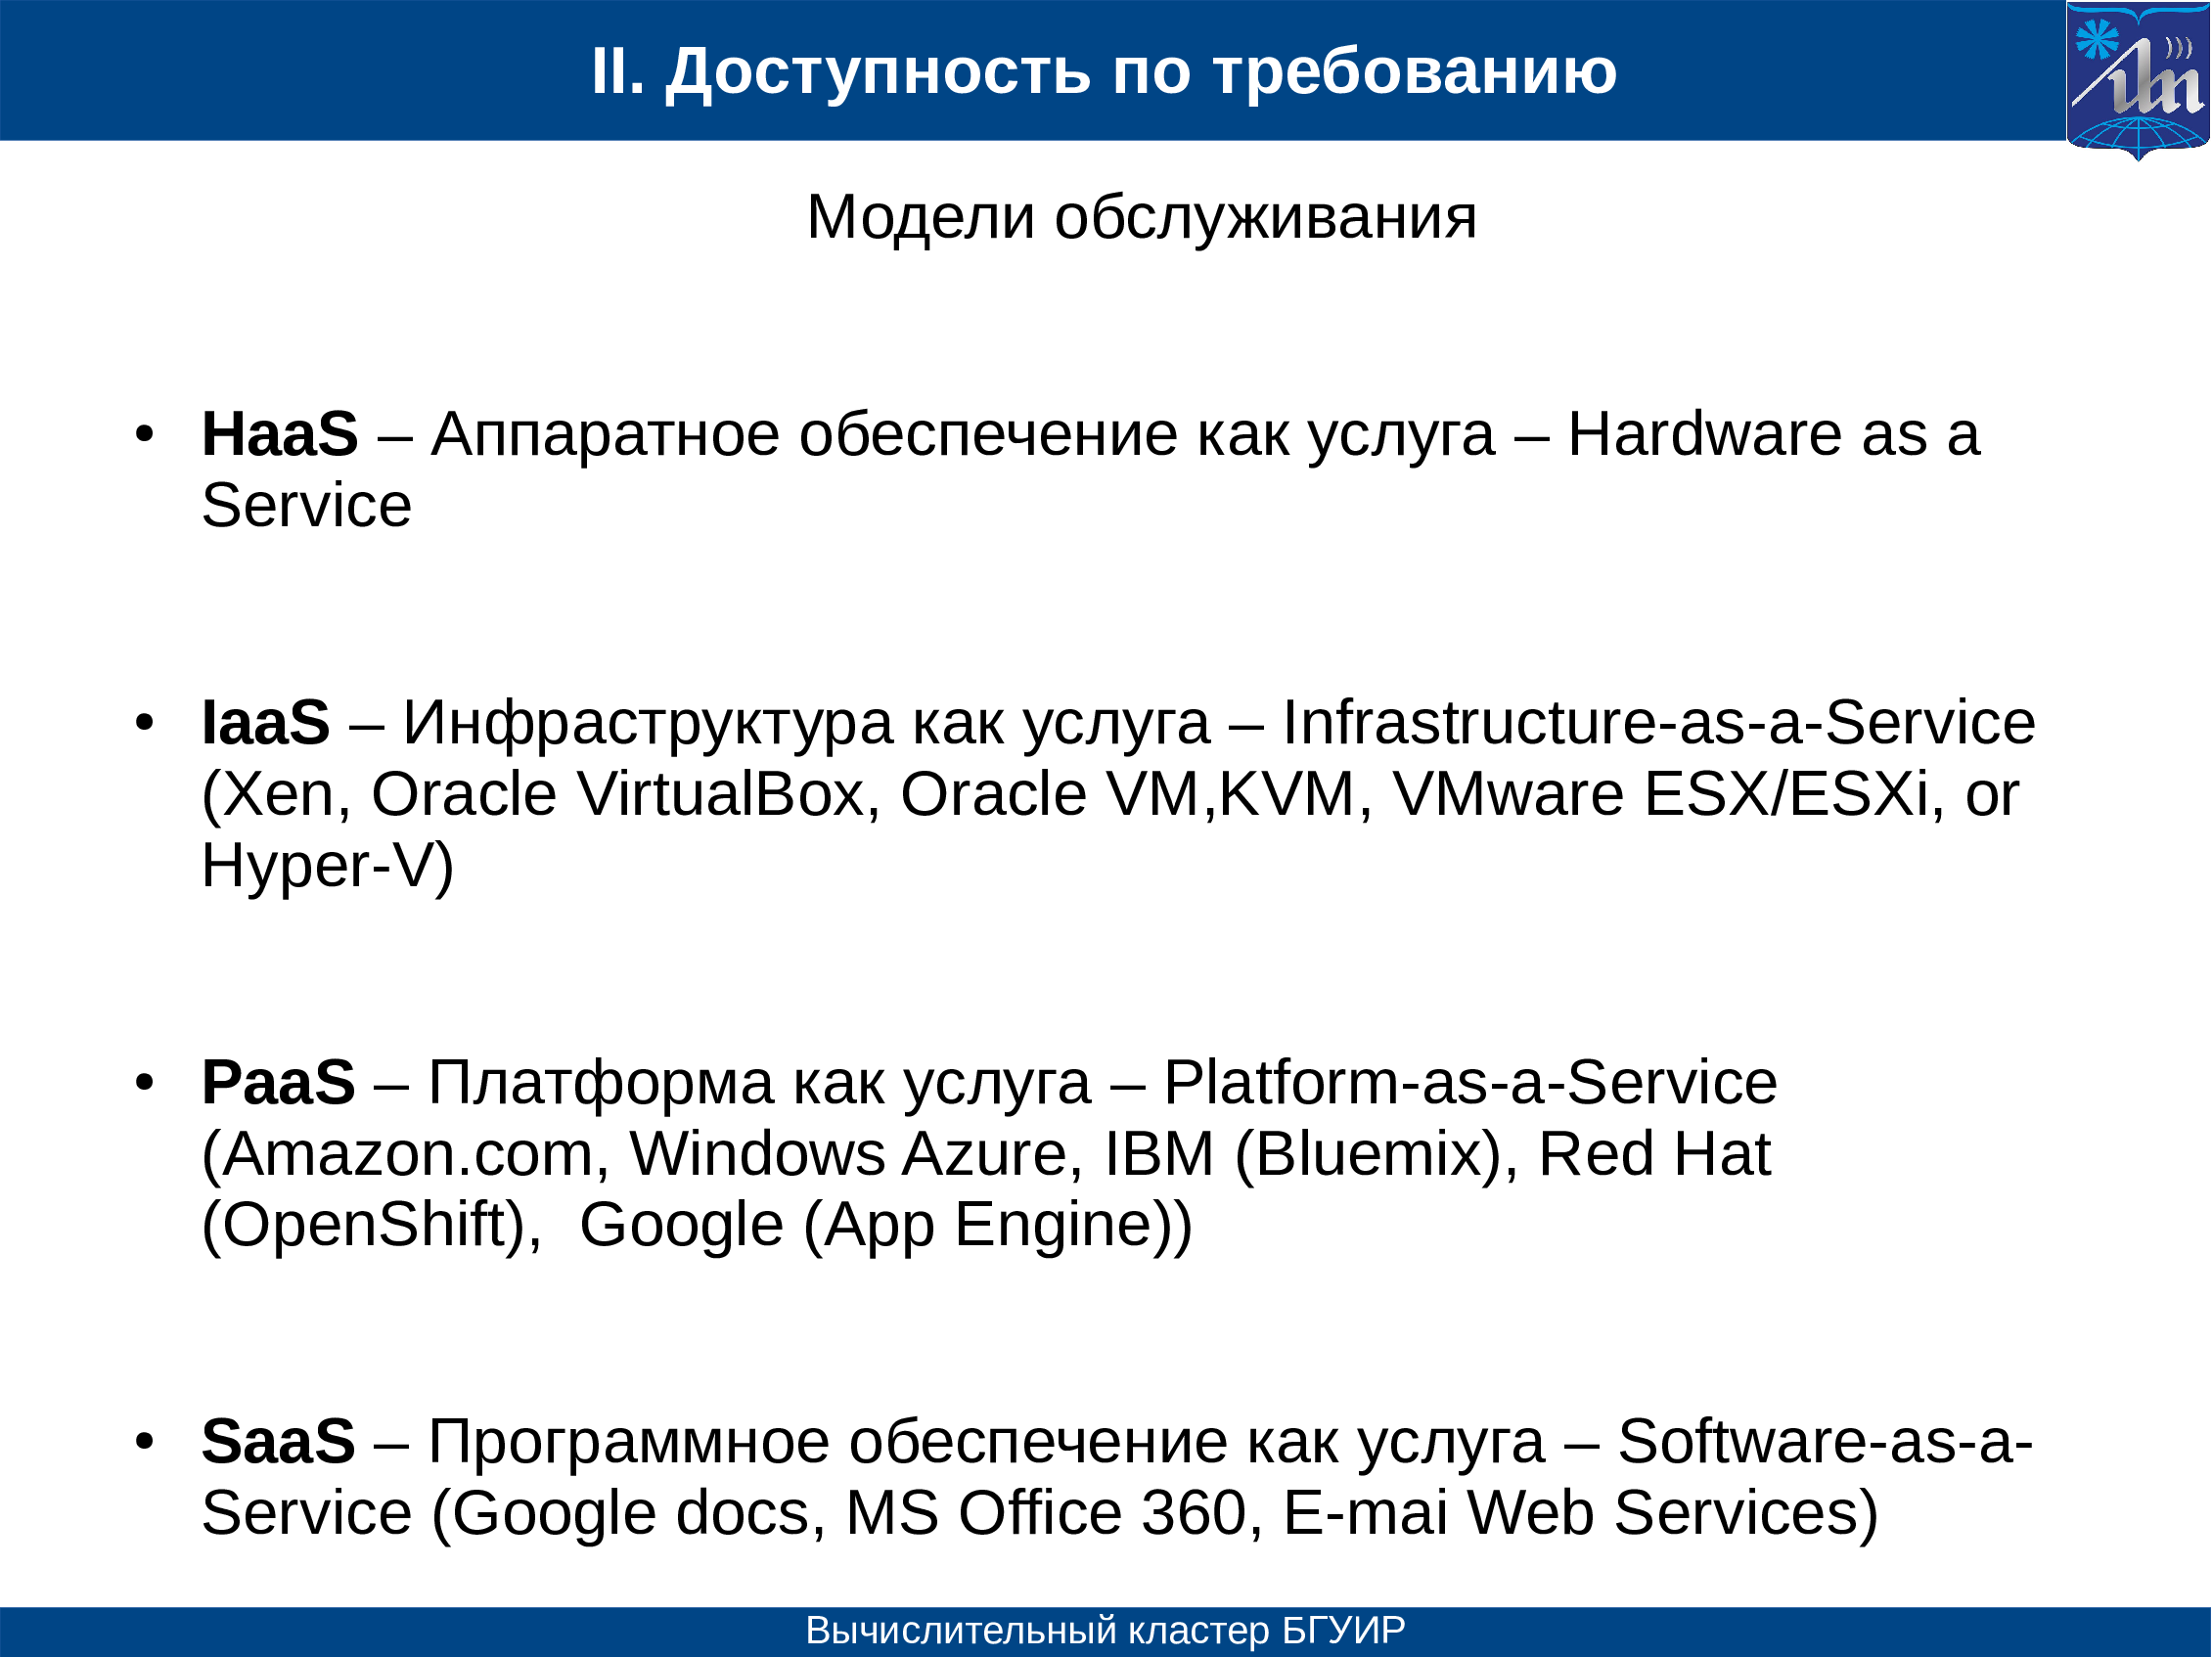 II. Доступность по требованию
Модели обслуживания
• HaaS – Аппаратное обеспечение как услуга – Hardware as a
Service
• IaaS – Инфраструктура как услуга – Infrastructure-as-a-Service
(Xen, Oracle VirtualBox, Oracle VM,KVM, VMware ESX/ESXi, or
Hyper-V)
• PaaS – Платформа как услуга – Platform-as-a-Service
(Amazon.com, Windows Azure, IBM (Bluemix), Red Hat
(OpenShift),  Google (App Engine))
• SaaS – Программное обеспечение как услуга – Software-as-a-
Service (Google docs, MS Office 360, E-mai Web Services)
Вычислительный кластер БГУИР